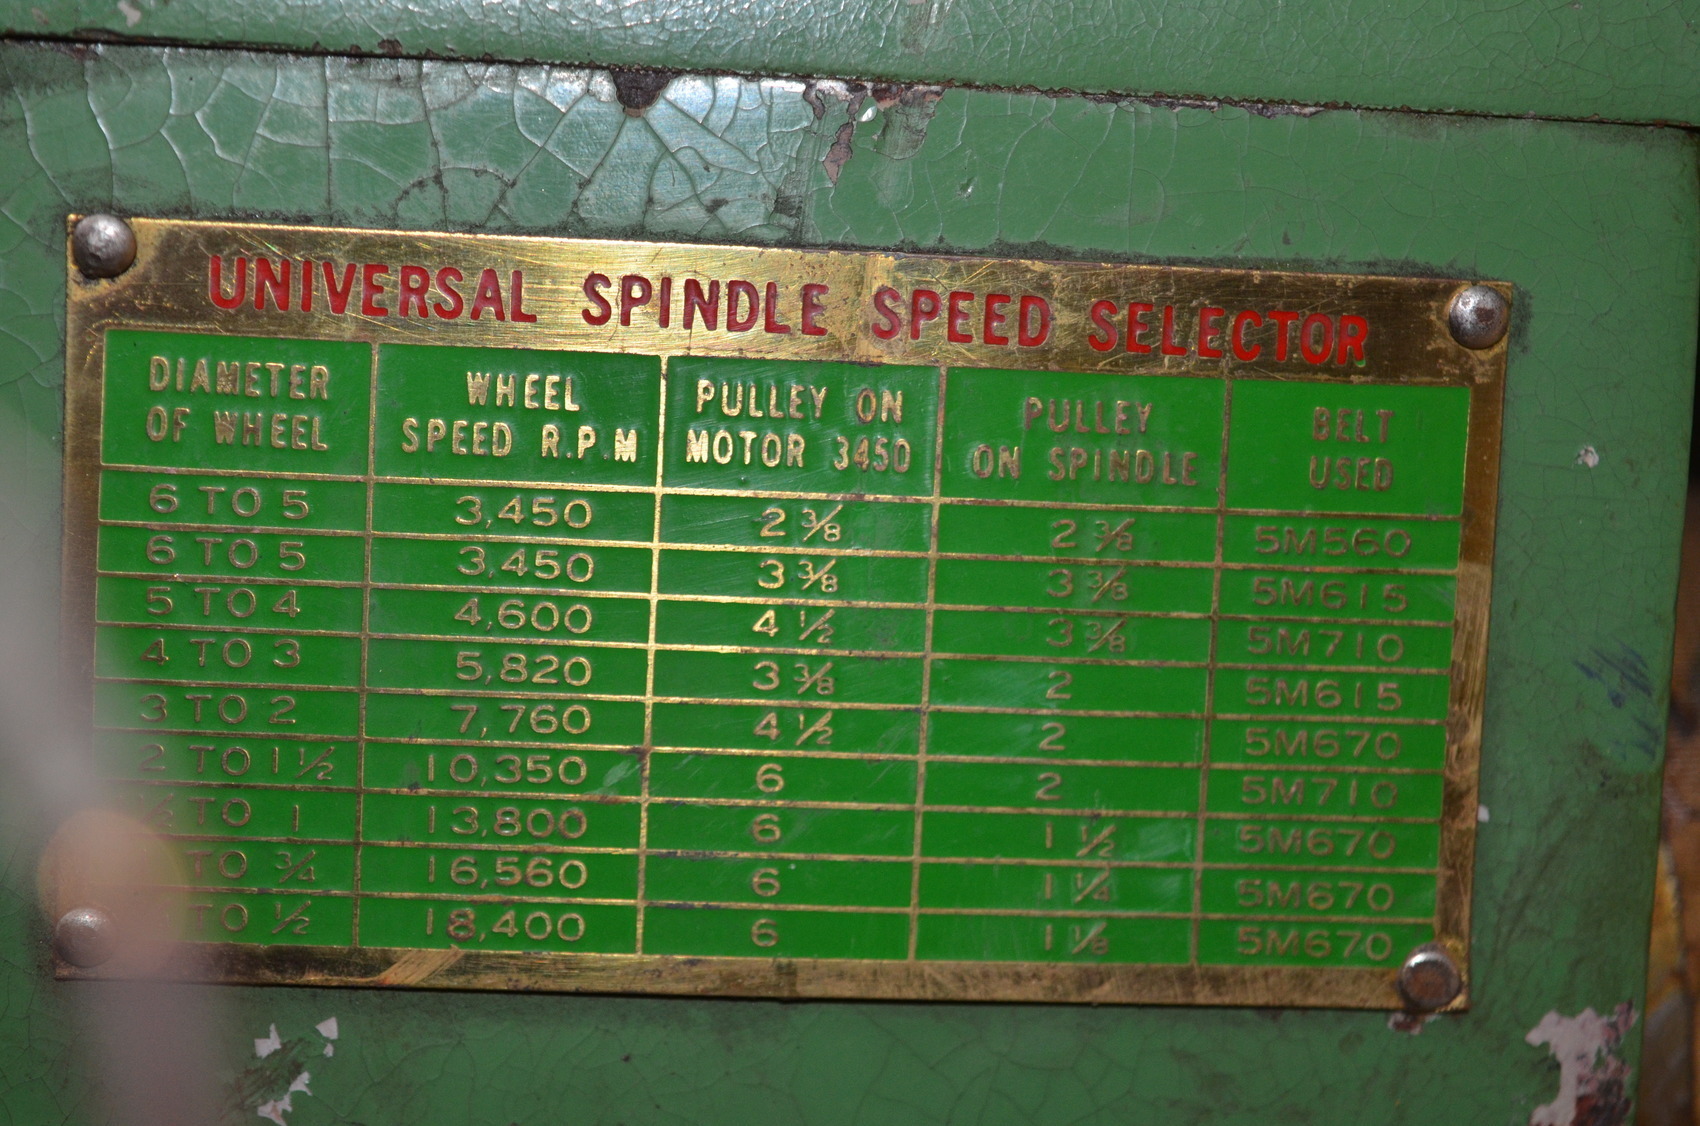 UNIVERSAL SPINDLE SPEED SELECTOR
DIAMETER OF WHEEL WHEEL SPEED R.P.M PULLEY ON MOTOR 3450 PULLEY ON SPINDLE BELT USED
6 TO 5 3,450 2 3/8 2 3/8 5M560
6 TO 5 3,450 3 3/8 3 3/8 5M615
5 TO 4 4,600 4 1/2 3 3/8 5M710
4 TO 3 5,820 3 3/8 2 5M615
3 TO 2 7,760 4 1/2 2 5M670
2 TO 1 1/2 10,350 6 2 5M710
TO 1 13,800 6 1 1/2 5M670
TO 3/4 16,560 6 1 1/4 5M670
TO 1/2 18,400 6 1 1/8 5M670